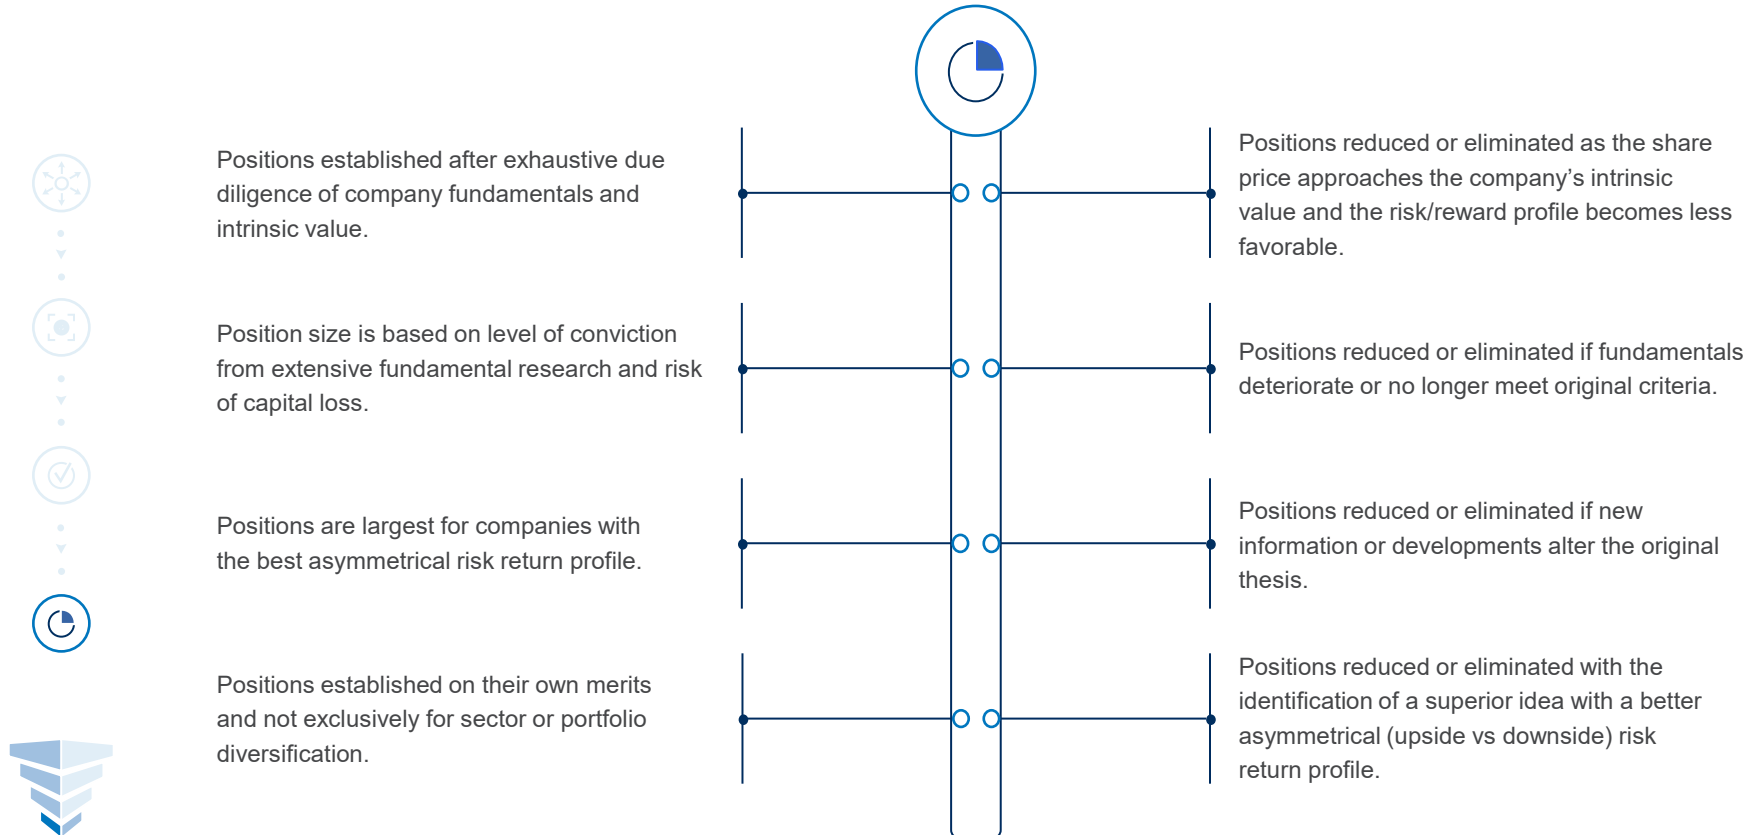 Positions established after exhaustive due
diligence of company fundamentals and
intrinsic value.
Position size is based on level of conviction
from extensive fundamental research and risk
of capital loss.
Positions are largest for companies with
the best asymmetrical risk return profile.
Positions established on their own merits
and not exclusively for sector or portfolio
diversification.
Positions reduced or eliminated as the share
price approaches the company’s intrinsic
value and the risk/reward profile becomes less
favorable.
Positions reduced or eliminated if fundamentals
deteriorate or no longer meet original criteria.
Positions reduced or eliminated if new
information or developments alter the original
thesis.
Positions reduced or eliminated with the
identification of a superior idea with a better
asymmetrical (upside vs downside) risk
return profile.